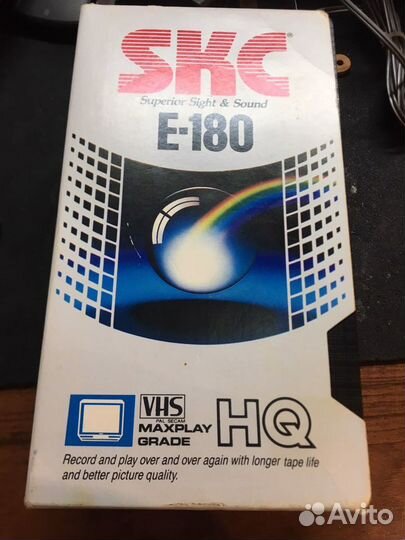 SKC
Superior Sight & Sound
E-180
VHS
PAL SECAM
MAXPLAY
GRADE
HQ
Record and play over and over again with longer tape life
and better picture quality.
Avito